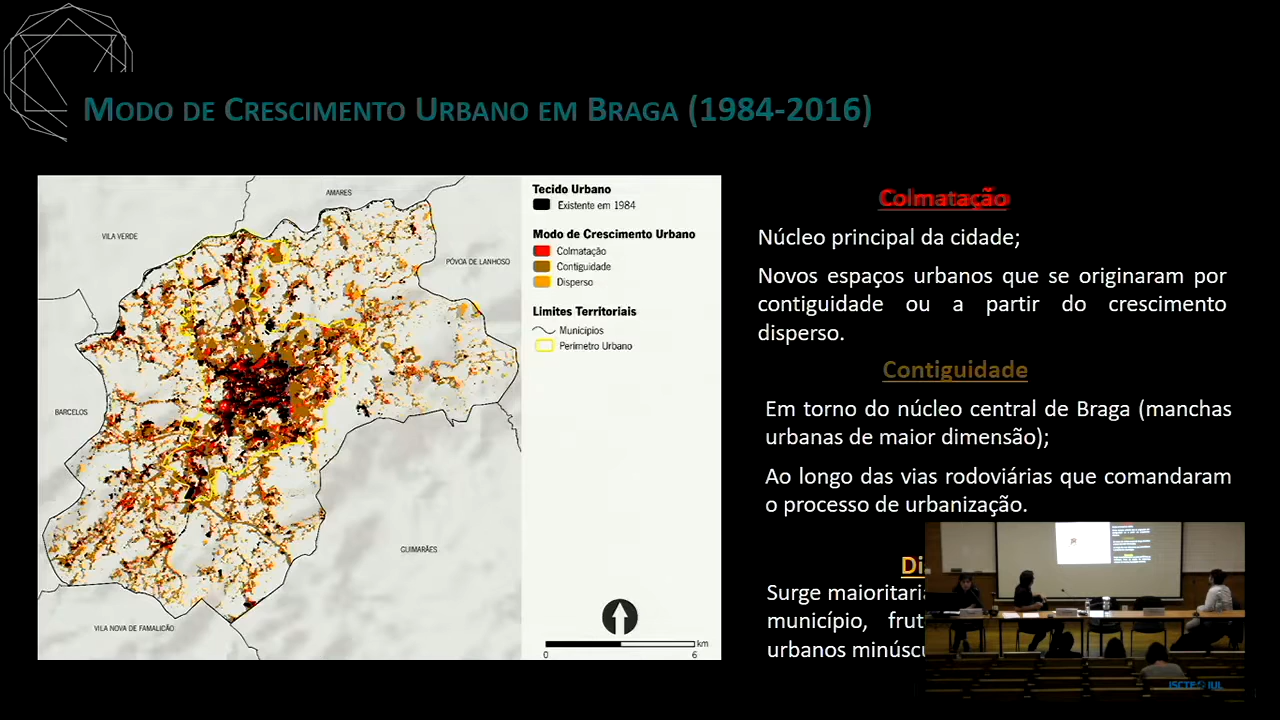 MODO DE CRESCIMENTO URBANO EM BRAGA (1984-2016)
AMARES
VILA VERDE
PÓVOA DE LANHOSO
BARCELOS
GUIMARÃES
VILA NOVA DE FAMALICÃO
Tecido Urbano
Existente em 1984
Modo de Crescimento Urbano
Colmatação
Contiguidade
Disperso
Limites Territoriais
Municípios
Perímetro Urbano
km
0 6
Colmatação
Núcleo principal da cidade;
Novos espaços urbanos que se originaram por
contiguidade ou a partir do crescimento
disperso.
Contiguidade
Em torno do núcleo central de Braga (manchas
urbanas de maior dimensão);
Ao longo das vias rodoviárias que comandaram
o processo de urbanização.
Di
Surge maioritari
município, frut
urbanos minúscu
ISCTE IUL